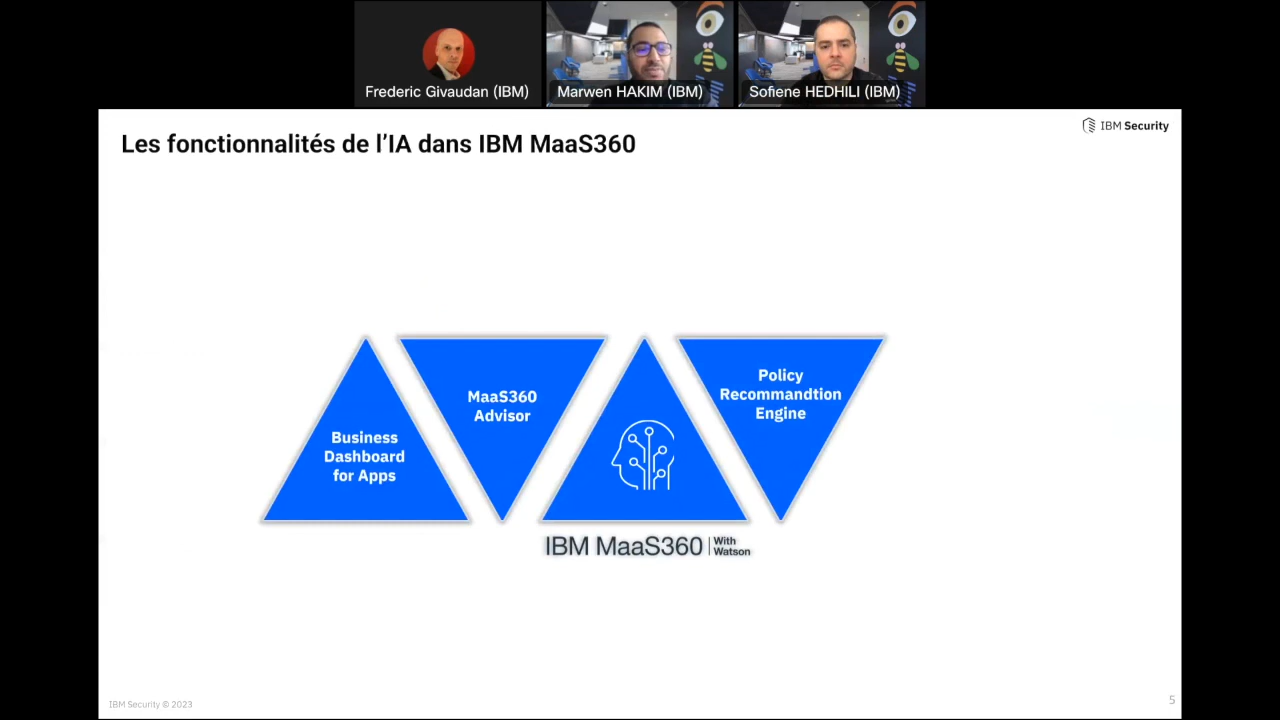 Frederic Givaudan (IBM)
Marwen HAKIM (IBM)
Sofiene HEDHILI (IBM)
IBM Security
Les fonctionnalités de l’IA dans IBM MaaS360
Business
Dashboard
for Apps
MaaS360
Advisor
Policy
Recommandtion
Engine
IBM MaaS360 | With
Watson
IBM Security © 2023
5